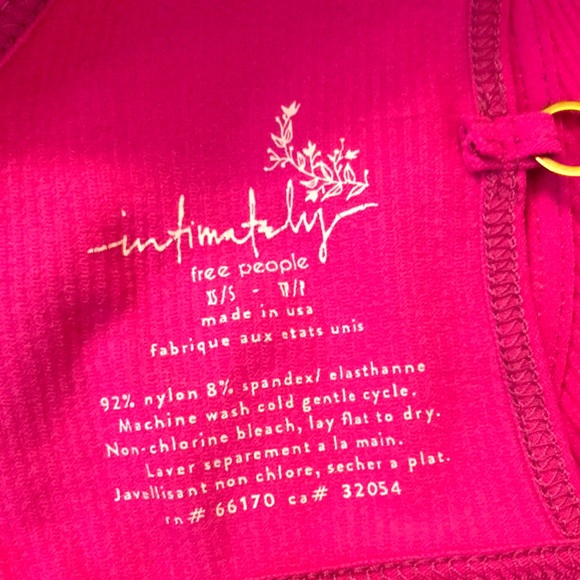 intimately
free people
XS/S - TP/P
made in usa
fabrique aux etats unis
92% nylon 8% spandex/ elasthanne
Machine wash cold gentle cycle.
Non-chlorine bleach, lay flat to dry.
Laver separement a la main.
Javellisant non chlore, secher a plat.
rn# 66170 ca# 32054